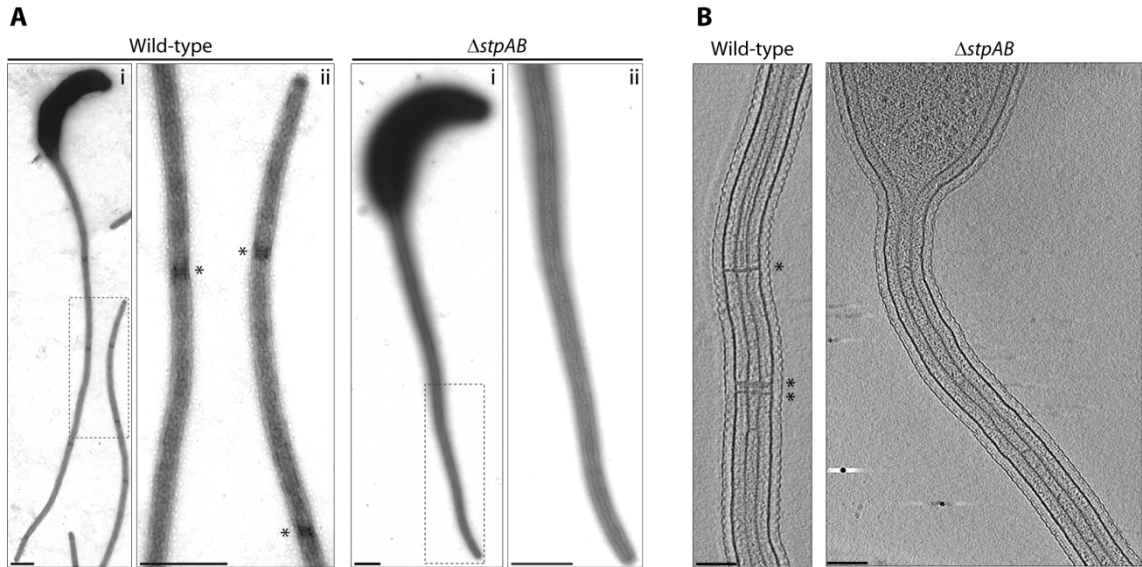 A
B
Wild-type
ΔstpAB
Wild-type
ΔstpAB
i
ii
i
ii
*
*
*
*
*
*